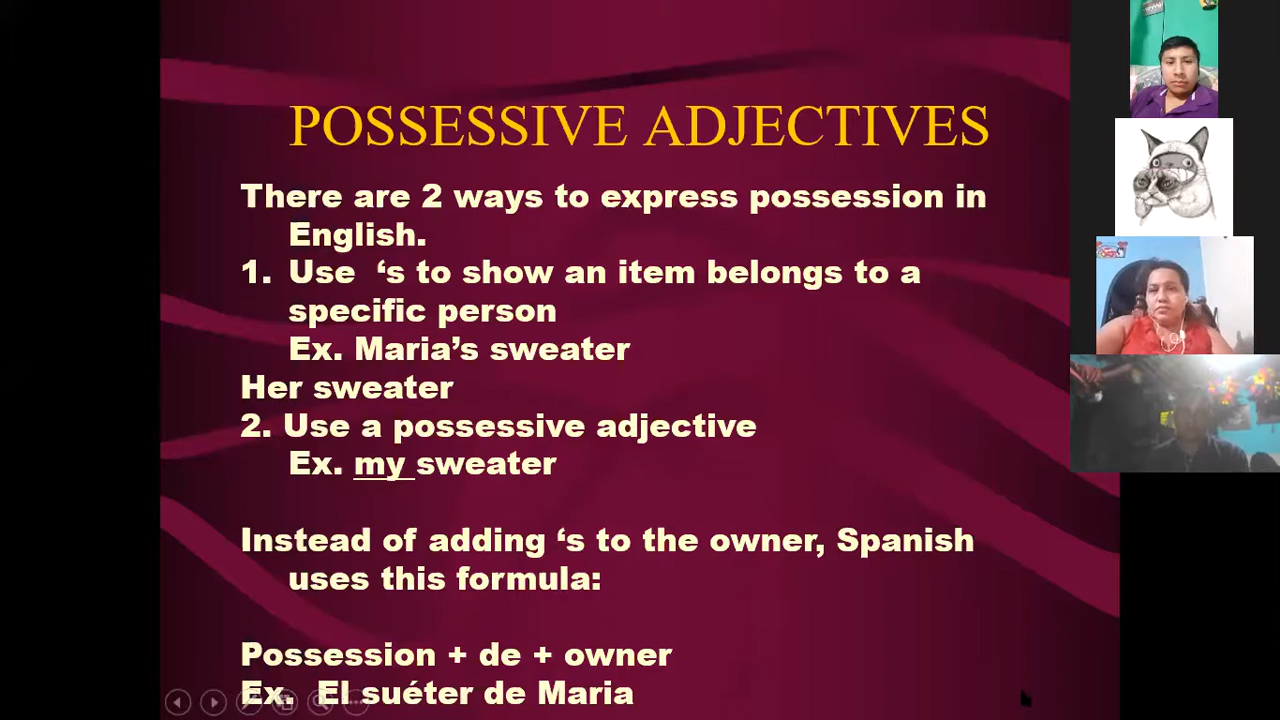 POSSESSIVE ADJECTIVES
There are 2 ways to express possession in
English.
1. Use ‘s to show an item belongs to a
specific person
Ex. Maria’s sweater
Her sweater
2. Use a possessive adjective
Ex. my sweater
Instead of adding ‘s to the owner, Spanish
uses this formula:
Possession + de + owner
Ex. El suéter de Maria